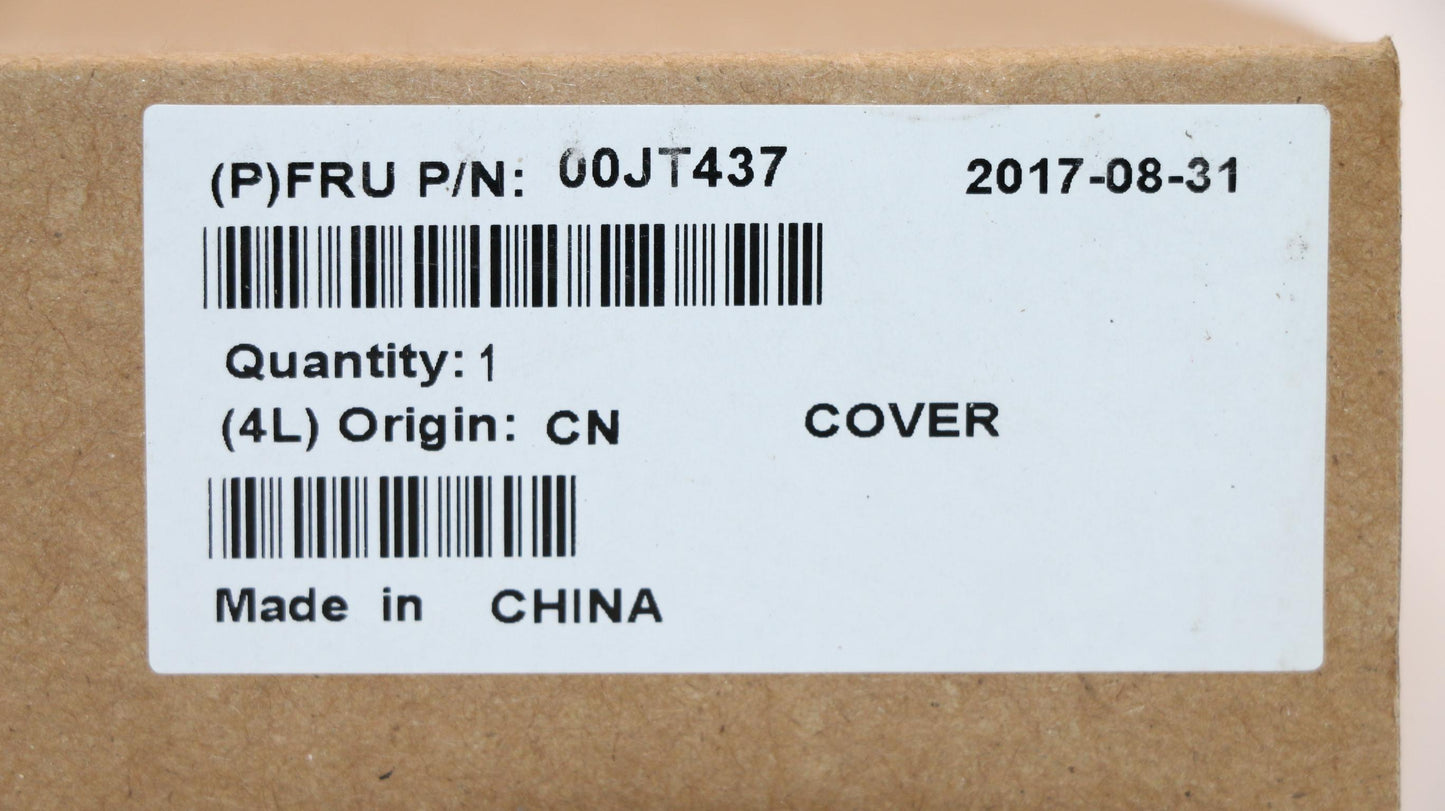 (P)FRU P/N: 00JT437 2017-08-31
Quantity: 1
(4L) Origin: CN COVER
Made in CHINA